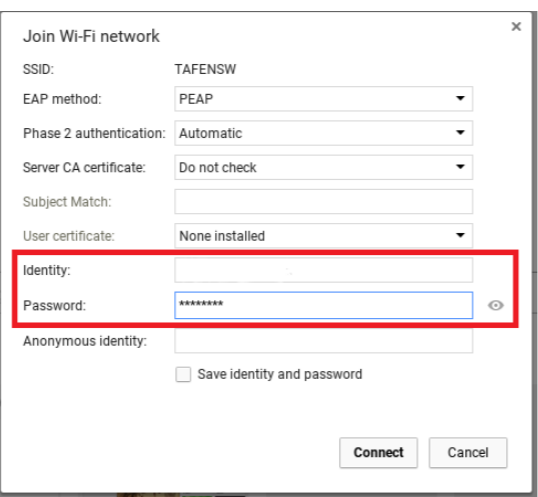 Join Wi-Fi network
SSID: TAFENSW
EAP method: PEAP
Phase 2 authentication: Automatic
Server CA certificate: Do not check
Subject Match:
User certificate: None installed
Identity:
Password: ********
Anonymous identity:
Save identity and password
Connect Cancel